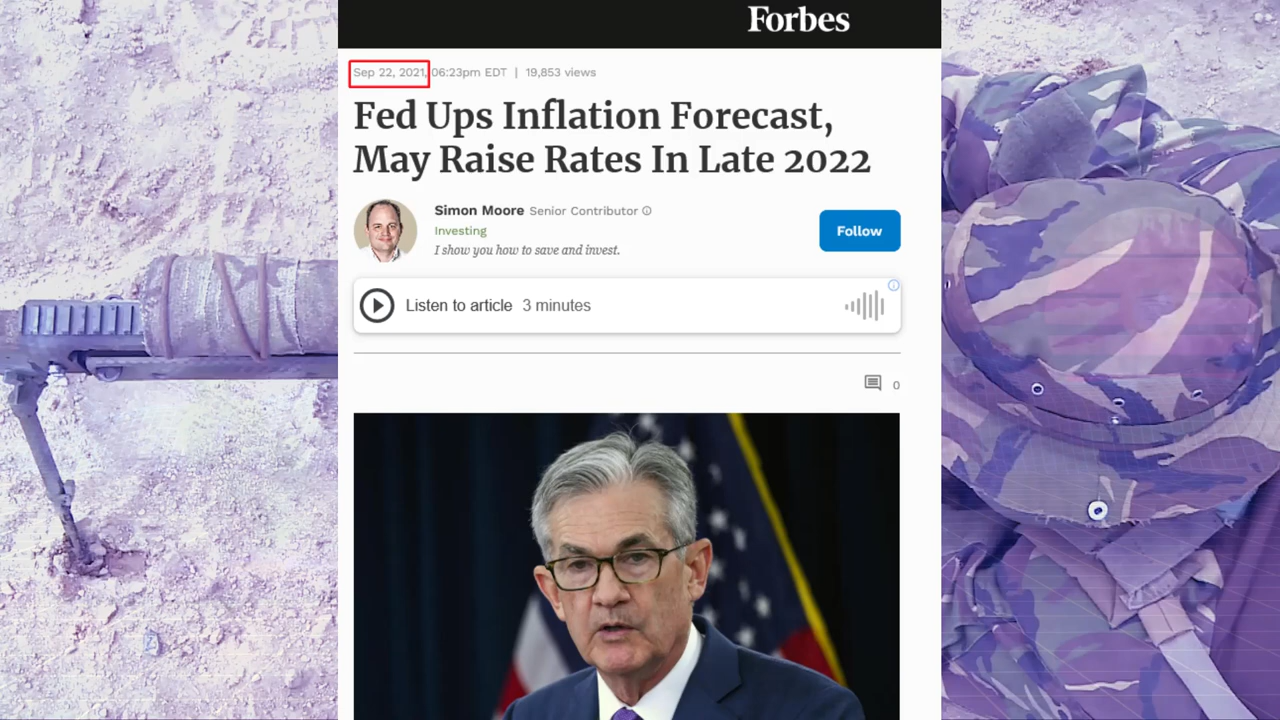 Forbes
Sep 22, 2021, 06:23pm EDT | 19,853 views
Fed Ups Inflation Forecast,
May Raise Rates In Late 2022
Simon Moore Senior Contributor
Investing
I show you how to save and invest.
Follow
Listen to article 3 minutes
0